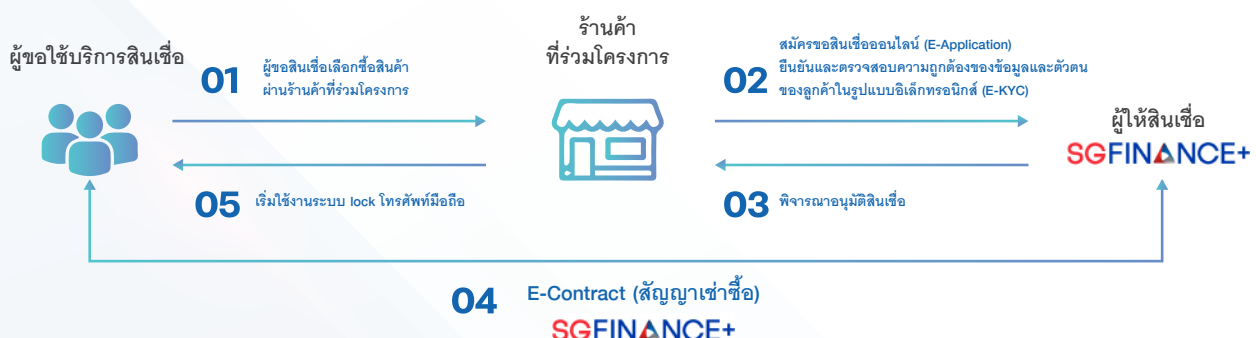 ผู้ขอใช้บริการสินเชื่อ
01
ผู้ขอสินเชื่อเลือกซื้อสินค้า
ผ่านร้านค้าที่ร่วมโครงการ
ร้านค้า
ที่ร่วมโครงการ
02
สมัครขอสินเชื่อออนไลน์ (E-Application)
ยืนยันและตรวจสอบความถูกต้องของข้อมูลและตัวตน
ของลูกค้าในรูปแบบอิเล็กทรอนิกส์ (E-KYC)
ผู้ให้สินเชื่อ
SGFINANCE+
05
เริ่มใช้งานระบบ lock โทรศัพท์มือถือ
03
พิจารณาอนุมัติสินเชื่อ
04
E-Contract (สัญญาเช่าซื้อ)
SGFINANCE+